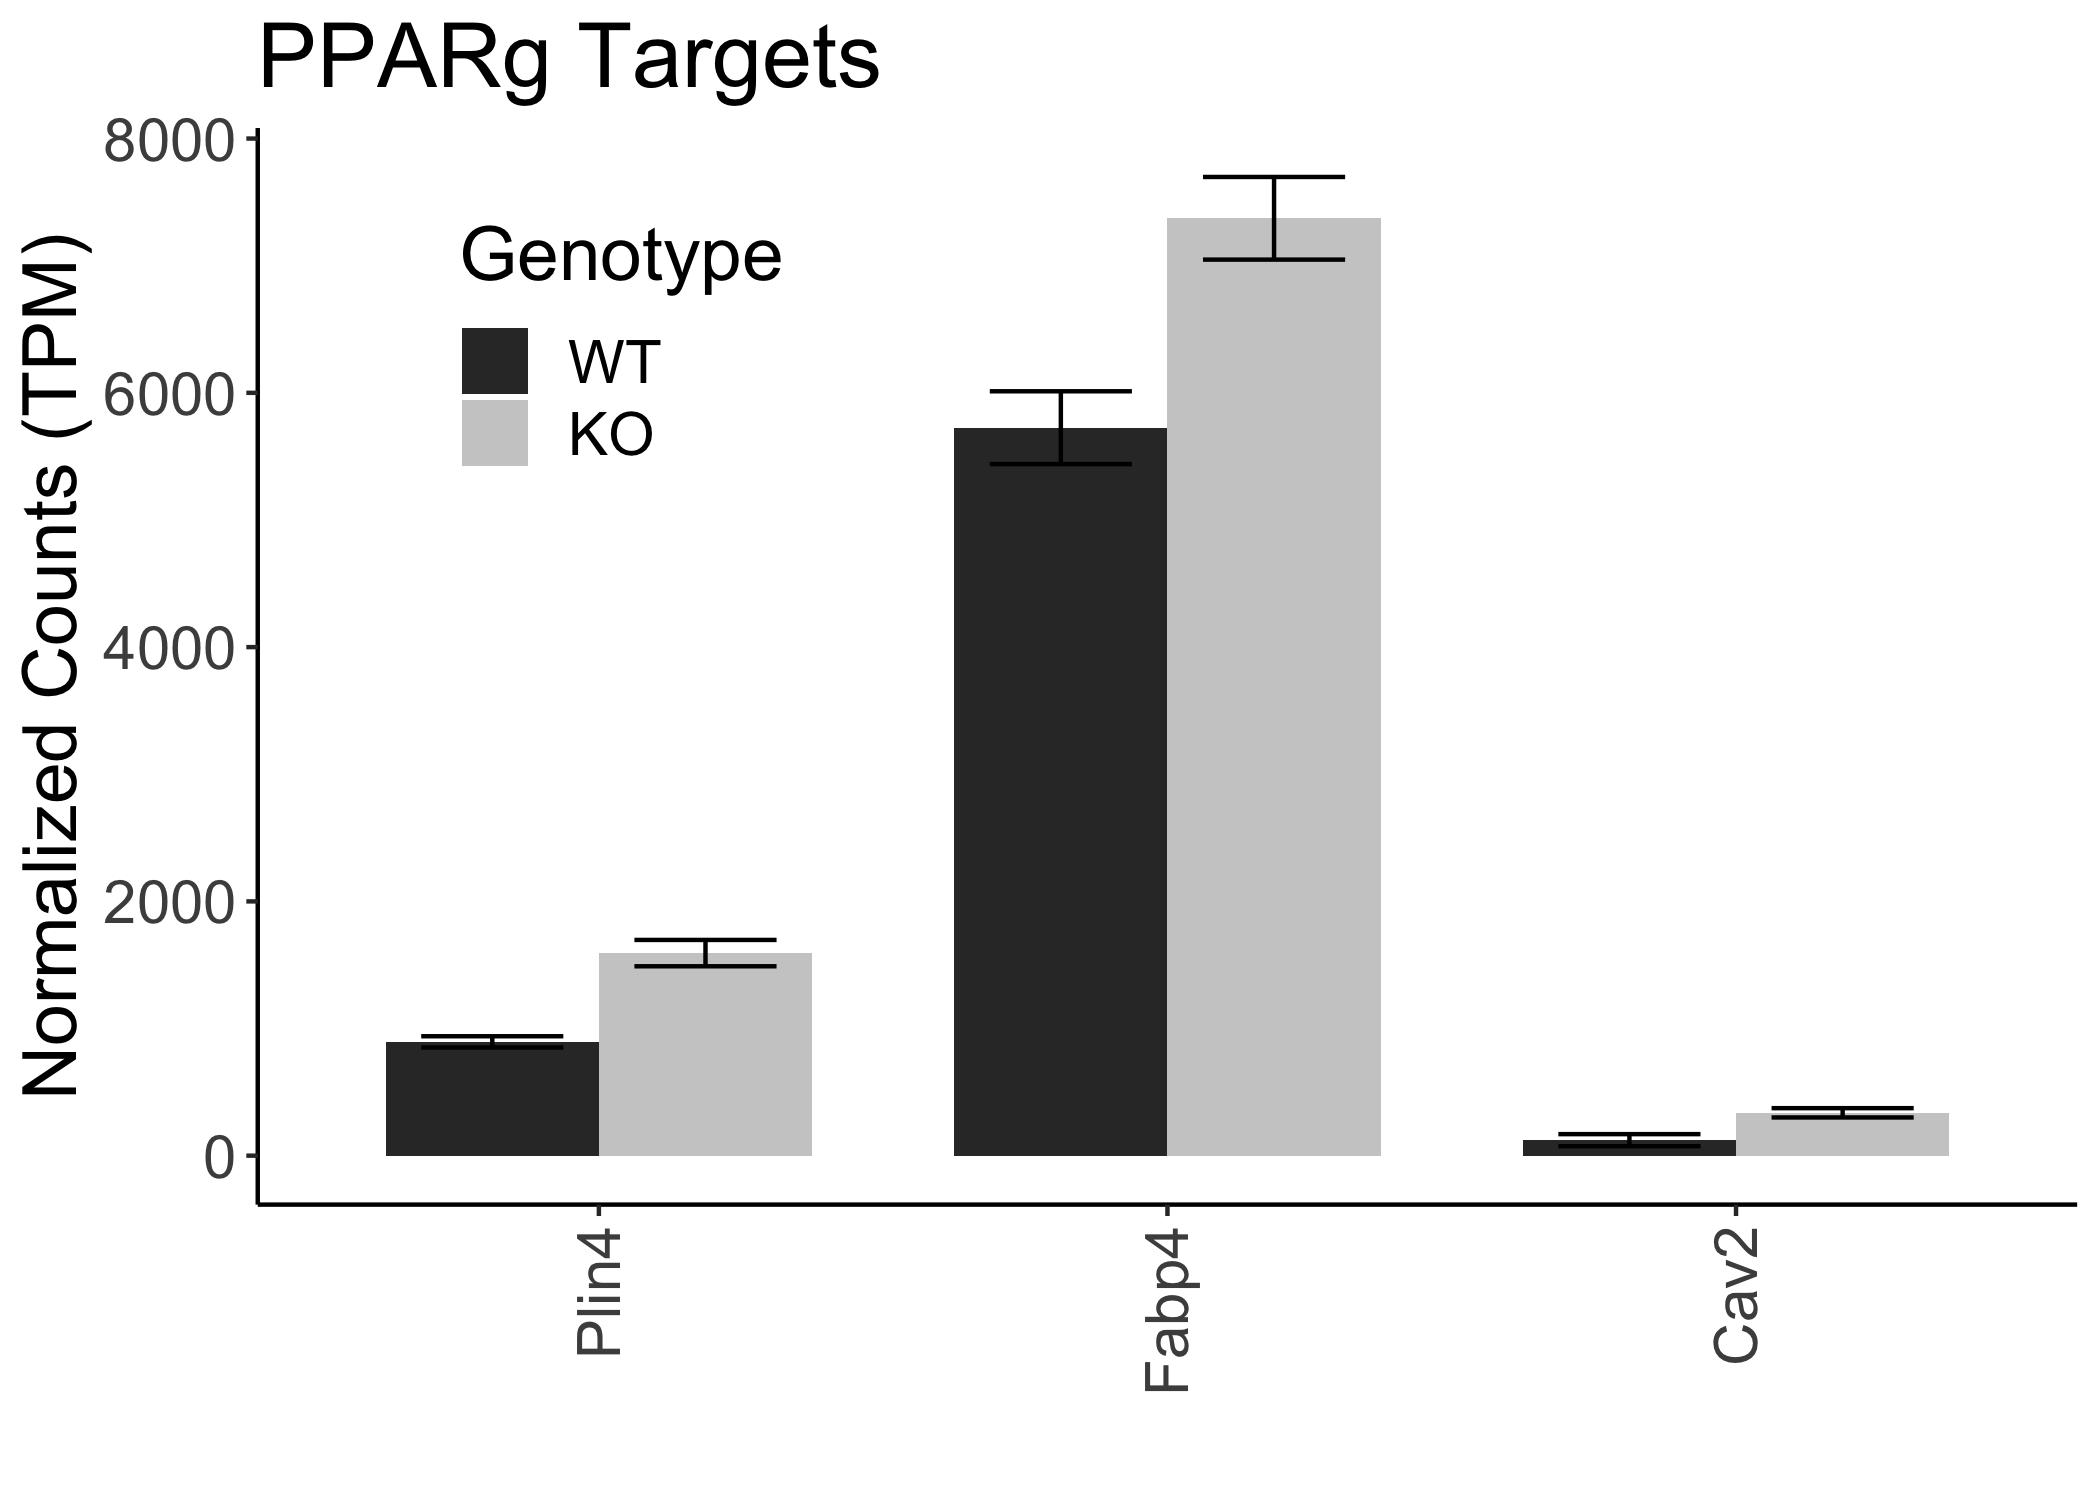 PPARg Targets
Normalized Counts (TPM)
8000
6000
4000
2000
0
Genotype
WT
KO
Plin4
Fabp4
Cav2